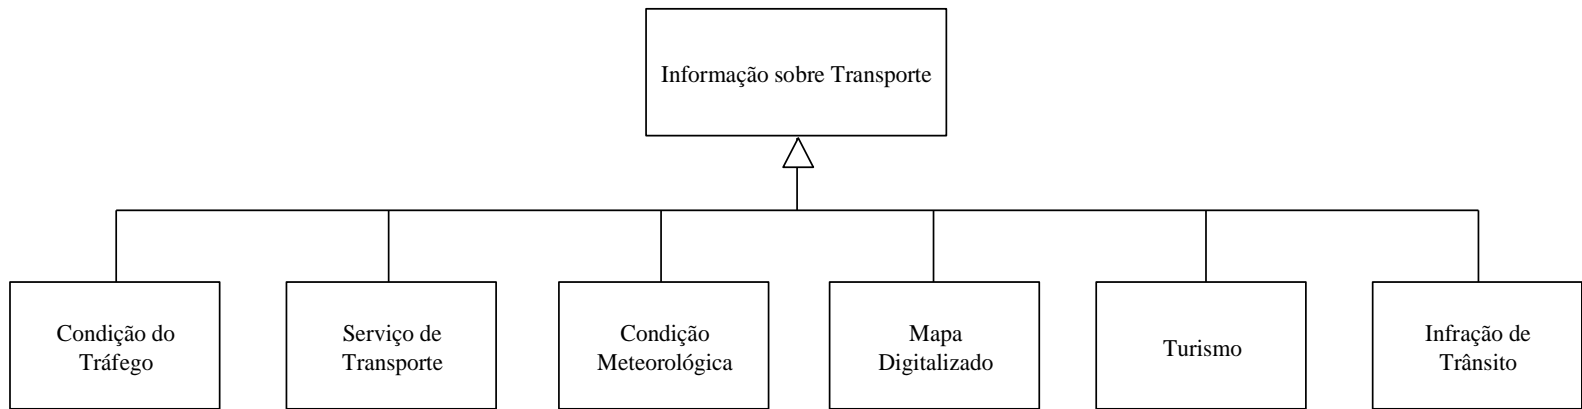 Informação sobre Transporte
Condição do
Tráfego
Serviço de
Transporte
Condição
Meteorológica
Mapa
Digitalizado
Turismo
Infração de
Trânsito